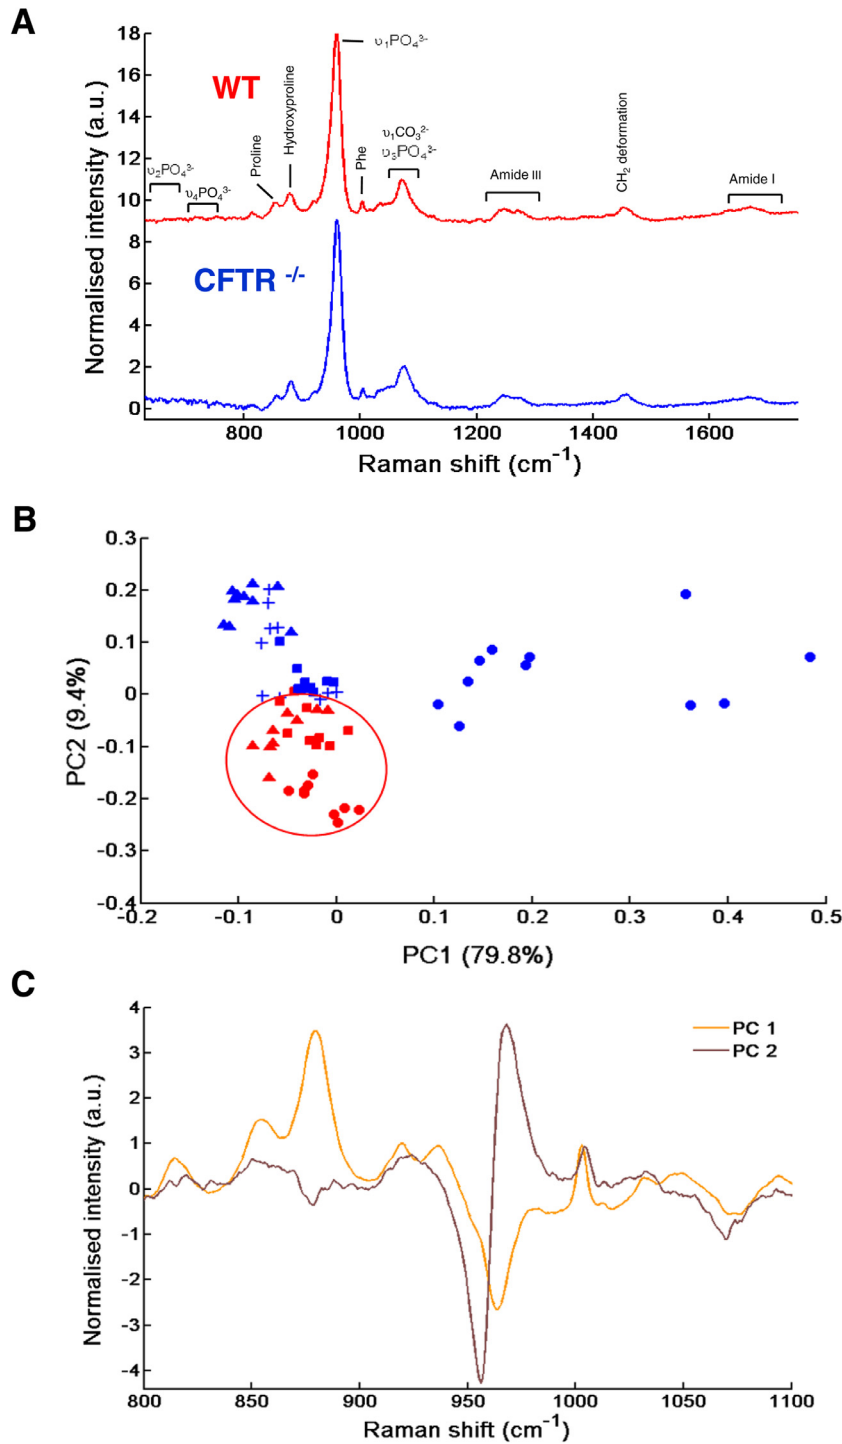 A
WT
CFTR -/-
Normalised intensity (a.u.)
18
16
14
12
10
8
6
4
2
0
υ₂PO₄³⁻
υ₄PO₄³⁻
Proline
Hydroxyproline
υ₁PO₄³⁻
Phe
υ₁CO₃²⁻
υ₃PO₄³⁻
Amide III
CH₂ deformation
Amide I
800
1000
1200
1400
1600
Raman shift (cm⁻¹)
B
PC2 (9.4%)
0.3
0.2
0.1
0
-0.1
-0.2
-0.3
-0.4
-0.2
-0.1
0
0.1
0.2
0.3
0.4
0.5
PC1 (79.8%)
C
Normalised intensity (a.u.)
4
3
2
1
0
-1
-2
-3
-4
PC 1
PC 2
800
850
900
950
1000
1050
1100
Raman shift (cm⁻¹)